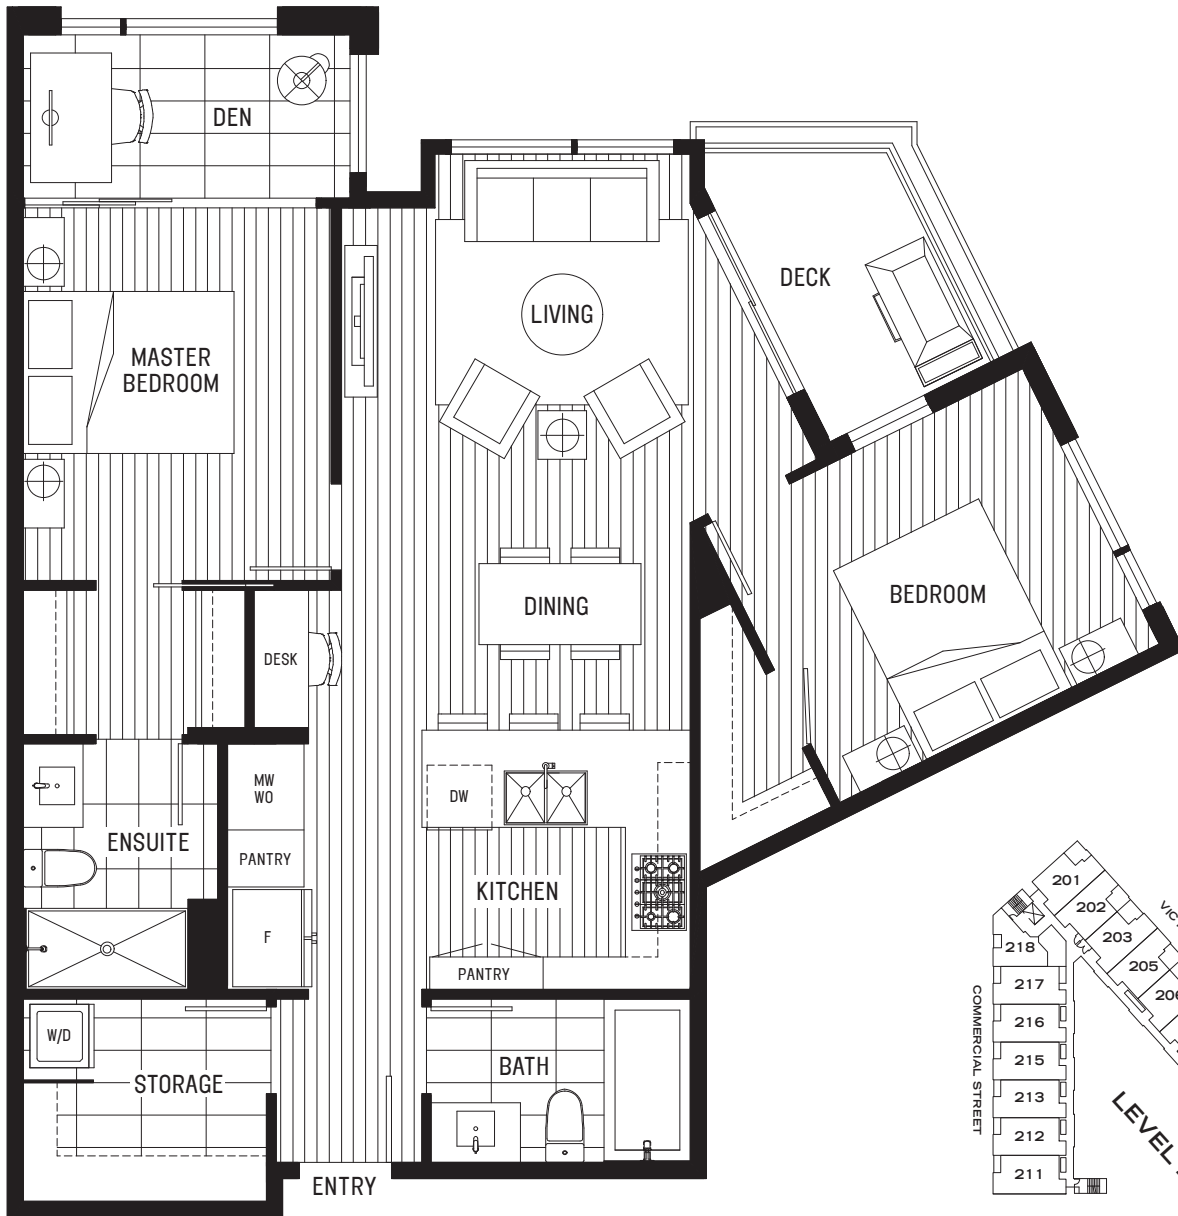 DEN
DECK
LIVING
MASTER
BEDROOM
BEDROOM
DINING
DESK
MW
WO
DW
ENSUITE
PANTRY
KITCHEN
F
PANTRY
W/D
STORAGE
BATH
ENTRY
201
202
203
205
218
217
216
215
213
212
211
COMMERCIAL STREET